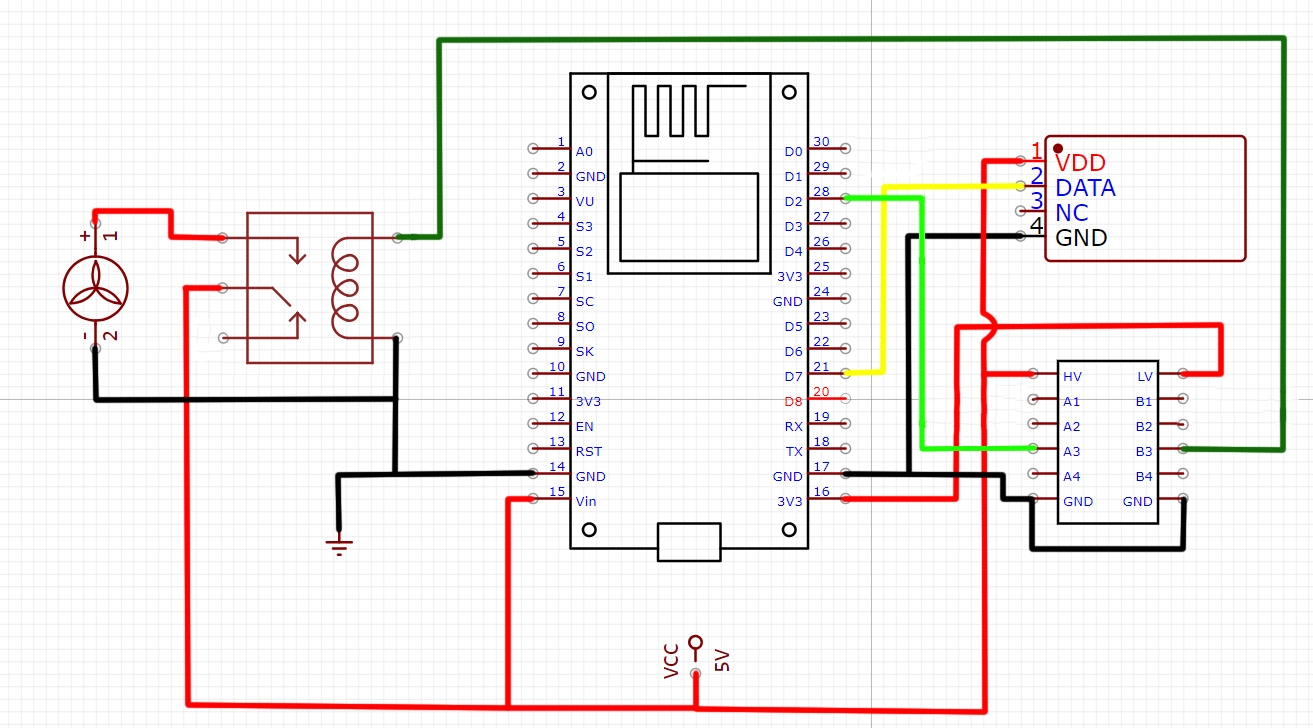 + 1
- 2
1 A0
2 GND
3 VU
4 S3
5 S2
6 S1
7 SC
8 SO
9 SK
10 GND
11 3V3
12 EN
13 RST
14 GND
15 Vin
D0 30
D1 29
D2 28
D3 27
D4 26
3V3 25
GND 24
D5 23
D6 22
D7 21
D8 20
RX 19
TX 18
GND 17
3V3 16
1 VDD
2 DATA
3 NC
4 GND
HV LV
A1 B1
A2 B2
A3 B3
A4 B4
GND GND
VCC 5V